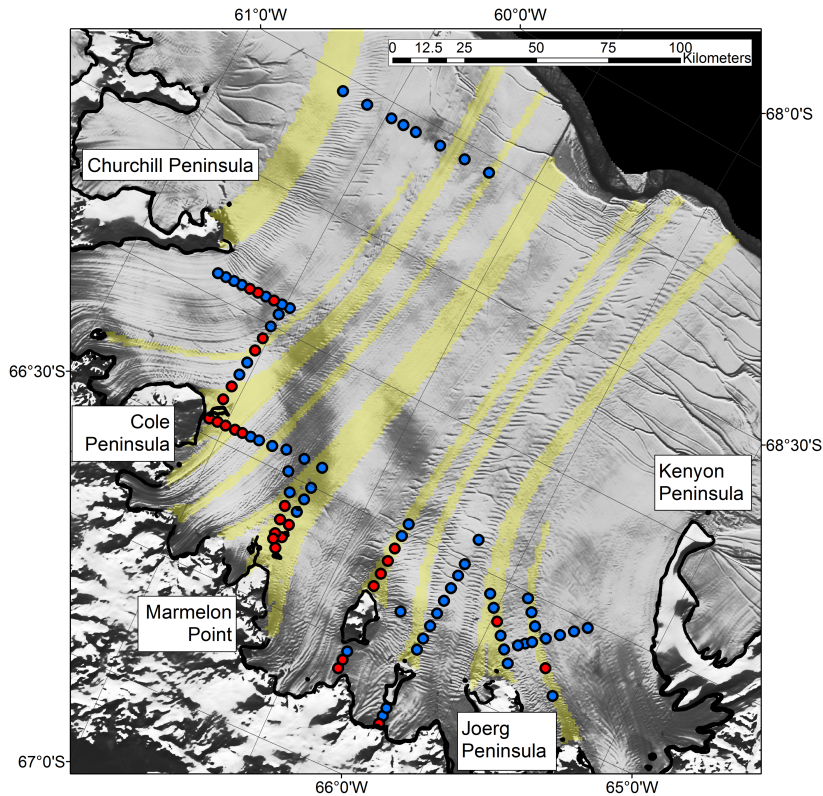 61°0'W
60°0'W
0 12.5 25 50 75 100
Kilometers
68°0'S
Churchill Peninsula
66°30'S
Cole
Peninsula
68°30'S
Kenyon
Peninsula
Marmelon
Point
Joerg
Peninsula
67°0'S
66°0'W
65°0'W